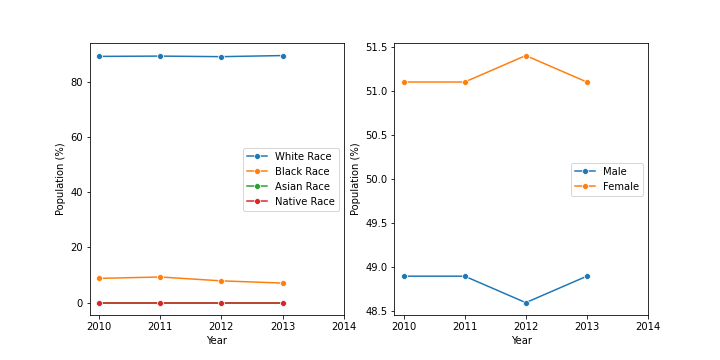 80
60
40
20
0
Population (%)
2010 2011 2012 2013 2014
Year
White Race
Black Race
Asian Race
Native Race
51.5
51.0
50.5
50.0
49.5
49.0
48.5
Population (%)
2010 2011 2012 2013 2014
Year
Male
Female